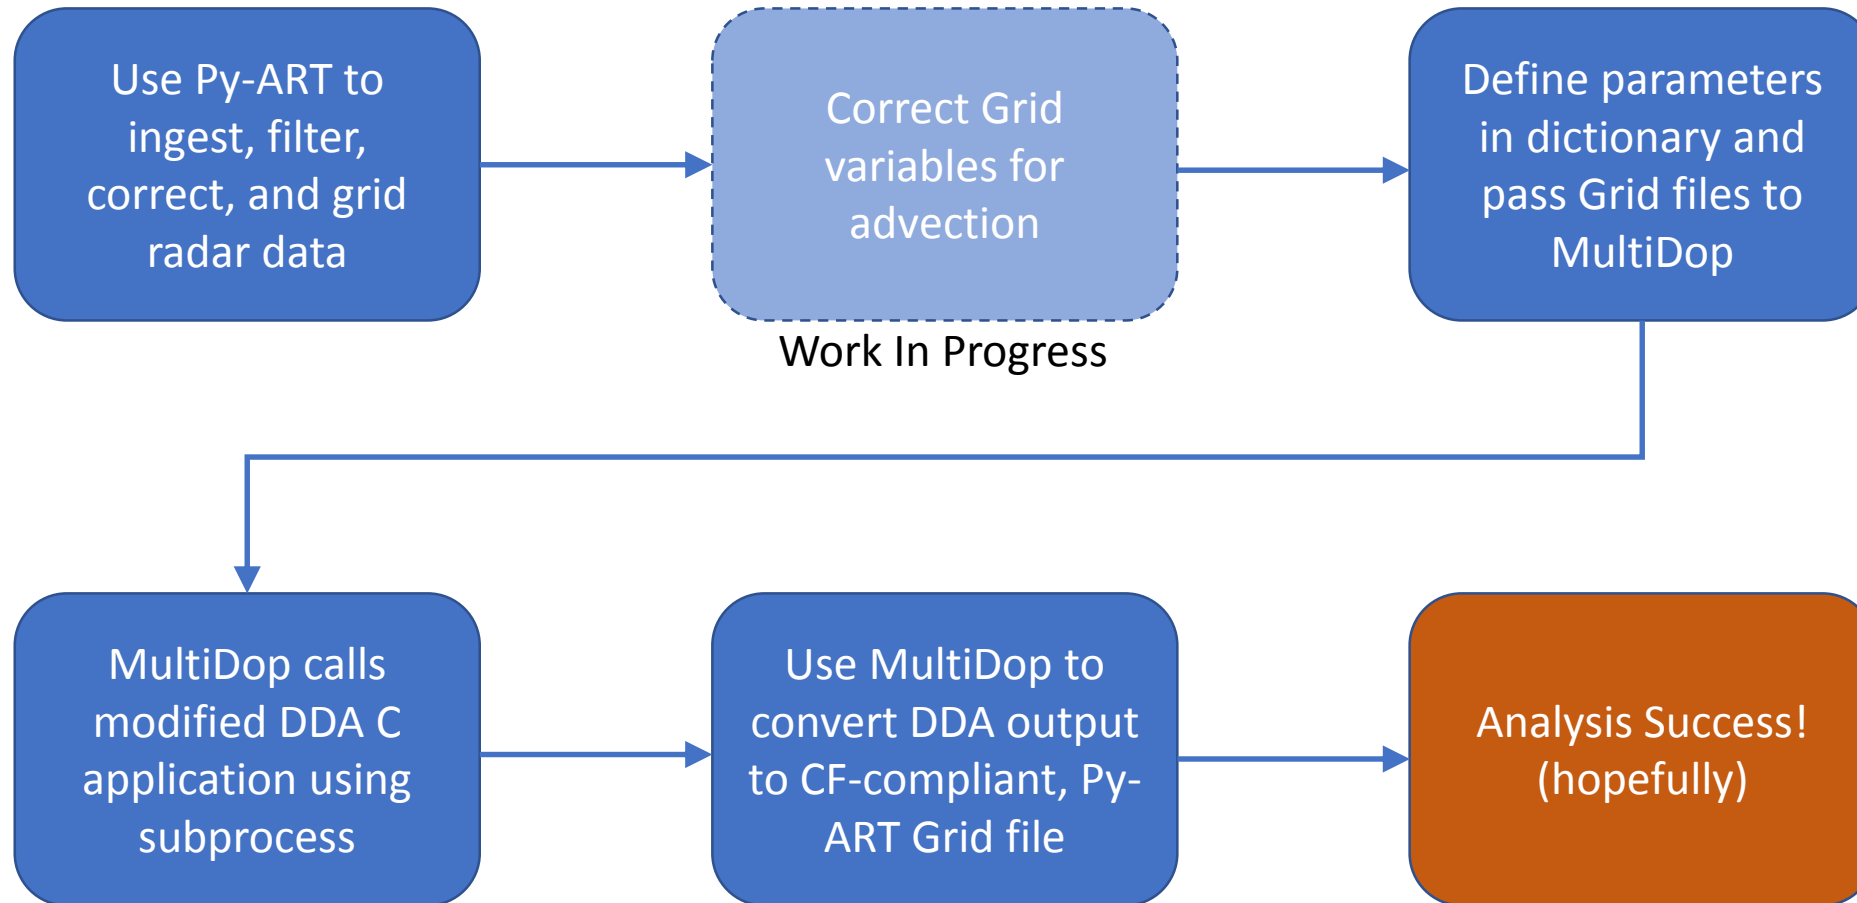 Use Py-ART to
ingest, filter,
correct, and grid
radar data
Correct Grid
variables for
advection
Work In Progress
Define parameters
in dictionary and
pass Grid files to
MultiDop
MultiDop calls
modified DDA C
application using
subprocess
Use MultiDop to
convert DDA output
to CF-compliant, Py-
ART Grid file
Analysis Success!
(hopefully)